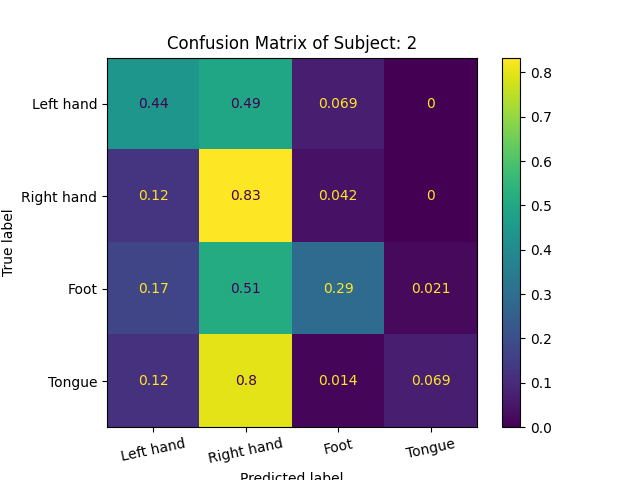 Confusion Matrix of Subject: 2
True label
Left hand 0.44 0.49 0.069 0
Right hand 0.12 0.83 0.042 0
Foot 0.17 0.51 0.29 0.021
Tongue 0.12 0.8 0.014 0.069
Left hand Right hand Foot Tongue
Predicted label
0.8
0.7
0.6
0.5
0.4
0.3
0.2
0.1
0.0